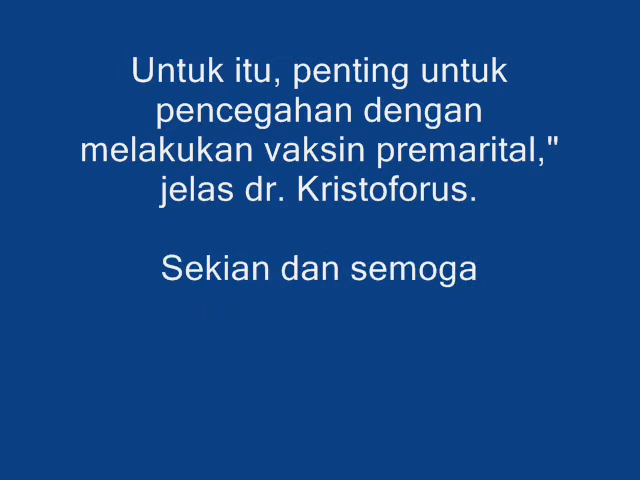 Untuk itu, penting untuk
pencegahan dengan
melakukan vaksin premarital,"
jelas dr. Kristoforus.
Sekian dan semoga